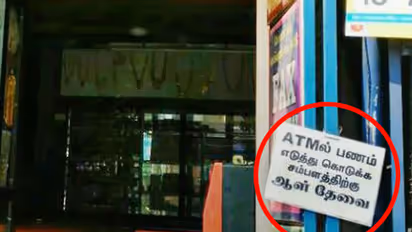 ATMல் பணம்
எடுத்து கொடுக்க
சம்பளத்திற்கு
ஆள் தேவை